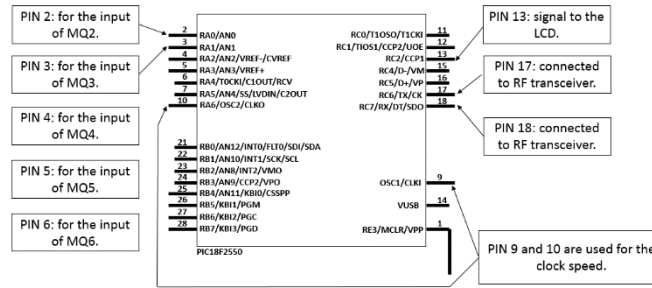 PIN 2: for the input
of MQ2.
PIN 3: for the input
of MQ3.
PIN 4: for the input
of MQ4.
PIN 5: for the input
of MQ5.
PIN 6: for the input
of MQ6.
2 RA0/AN0
3 RA1/AN1
4 RA2/AN2/VREF-/CVREF
5 RA3/AN3/VREF+
6 RA4/T0CKI/C1OUT/RCV
7 RA5/AN4/SS/LVDIN/C2OUT
10 RA6/OSC2/CLKO
21 RB0/AN12/INT0/FLT0/SDI/SDA
22 RB1/AN10/INT1/SCK/SCL
23 RB2/AN8/INT2/VMO
24 RB3/AN9/CCP2/VPO
25 RB4/AN11/KBI0/CSSPP
26 RB5/KBI1/PGM
27 RB6/KBI2/PGC
28 RB7/KBI3/PGD
PIC18F2550
RC0/T1OSO/T1CKI 11
RC1/TIOS1/CCP2/UOE 12
RC2/CCP1 13
RC4/D-/VM 15
RC5/D+/VP 16
RC6/TX/CK 17
RC7/RX/DT/SDO 18
OSC1/CLKI 9
VUSB 14
RE3/MCLR/VPP 1
PIN 13: signal to the
LCD.
PIN 17: connected
to RF transceiver.
PIN 18: connected
to RF transceiver.
PIN 9 and 10 are used for the
clock speed.